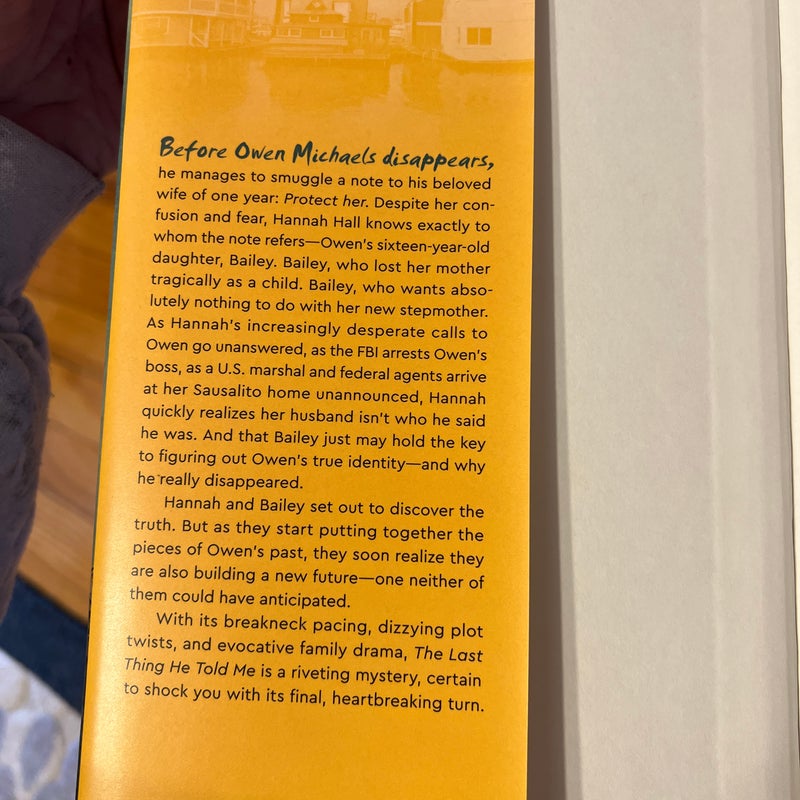 Before Owen Michaels disappears,
he manages to smuggle a note to his beloved
wife of one year: Protect her. Despite her con-
fusion and fear, Hannah Hall knows exactly to
whom the note refers—Owen's sixteen-year-old
daughter, Bailey. Bailey, who lost her mother
tragically as a child. Bailey, who wants abso-
lutely nothing to do with her new stepmother.
As Hannah's increasingly desperate calls to
Owen go unanswered, as the FBI arrests Owen's
boss, as a U.S. marshal and federal agents arrive
at her Sausalito home unannounced, Hannah
quickly realizes her husband isn't who he said
he was. And that Bailey just may hold the key
to figuring out Owen's true identity—and why
he really disappeared.
Hannah and Bailey set out to discover the
truth. But as they start putting together the
pieces of Owen's past, they soon realize they
are also building a new future—one neither of
them could have anticipated.
With its breakneck pacing, dizzying plot
twists, and evocative family drama, The Last
Thing He Told Me is a riveting mystery, certain
to shock you with its final, heartbreaking turn.